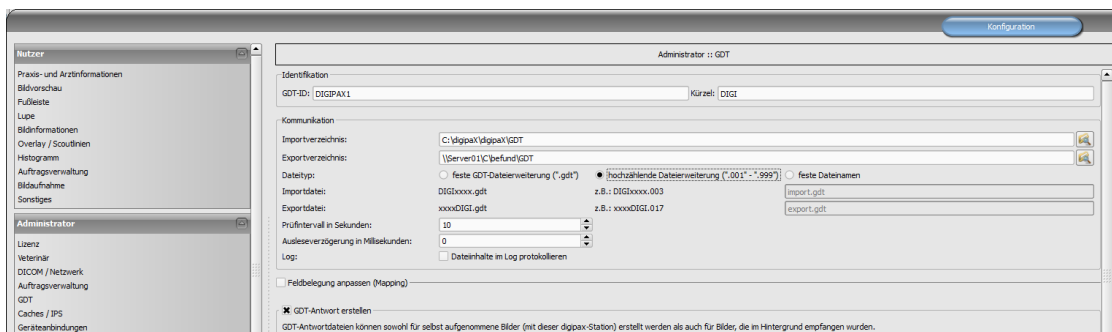 Konfiguration
Nutzer
Praxis- und Arztinformationen
Bildvorschau
Fußleiste
Lupe
Bildinformationen
Overlay / Scoutlinien
Histogramm
Auftragsverwaltung
Bildaufnahme
Sonstiges
Administrator
Lizenz
Veterinär
DICOM / Netzwerk
Auftragsverwaltung
GDT
Caches / IPS
Geräteanbindungen
Administrator :: GDT
Identifikation
GDT-ID: DIGIPAX1 Kürzel: DIGI
Kommunikation
Importverzeichnis: C:\digipaX\digipaX\GDT
Exportverzeichnis: \\Server01\C\befund\GDT
Dateityp: feste GDT-Dateierweiterung (".gdt") hochzählende Dateierweiterung (".001" - ".999") feste Dateinamen
Importdatei: DIGIxxxx.gdt z.B.: DIGIxxxx.003 import.gdt
Exportdatei: xxxxDIGI.gdt z.B.: xxxxDIGI.017 export.gdt
Prüfintervall in Sekunden: 10
Ausleseverzögerung in Millisekunden: 0
Log: Dateiinhalte im Log protokollieren
Feldbelegung anpassen (Mapping)
GDT-Antwort erstellen
GDT-Antwortdateien können sowohl für selbst aufgenommene Bilder (mit dieser digipax-Station) erstellt werden als auch für Bilder, die im Hintergrund empfangen wurden.